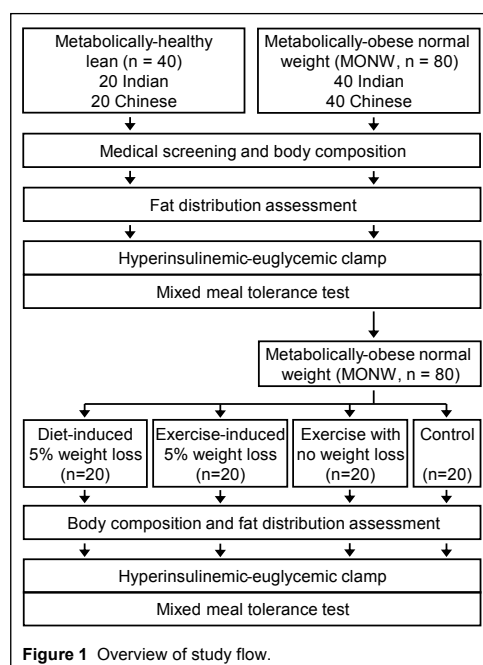 Metabolically-healthy
lean (n = 40)
20 Indian
20 Chinese
Metabolically-obese normal
weight (MONW, n = 80)
40 Indian
40 Chinese
Medical screening and body composition
Fat distribution assessment
Hyperinsulinemic-euglycemic clamp
Mixed meal tolerance test
Metabolically-obese normal
weight (MONW, n = 80)
Diet-induced
5% weight loss
(n=20)
Exercise-induced
5% weight loss
(n=20)
Exercise with
no weight loss
(n=20)
Control
(n=20)
Body composition and fat distribution assessment
Hyperinsulinemic-euglycemic clamp
Mixed meal tolerance test
Figure 1 Overview of study flow.